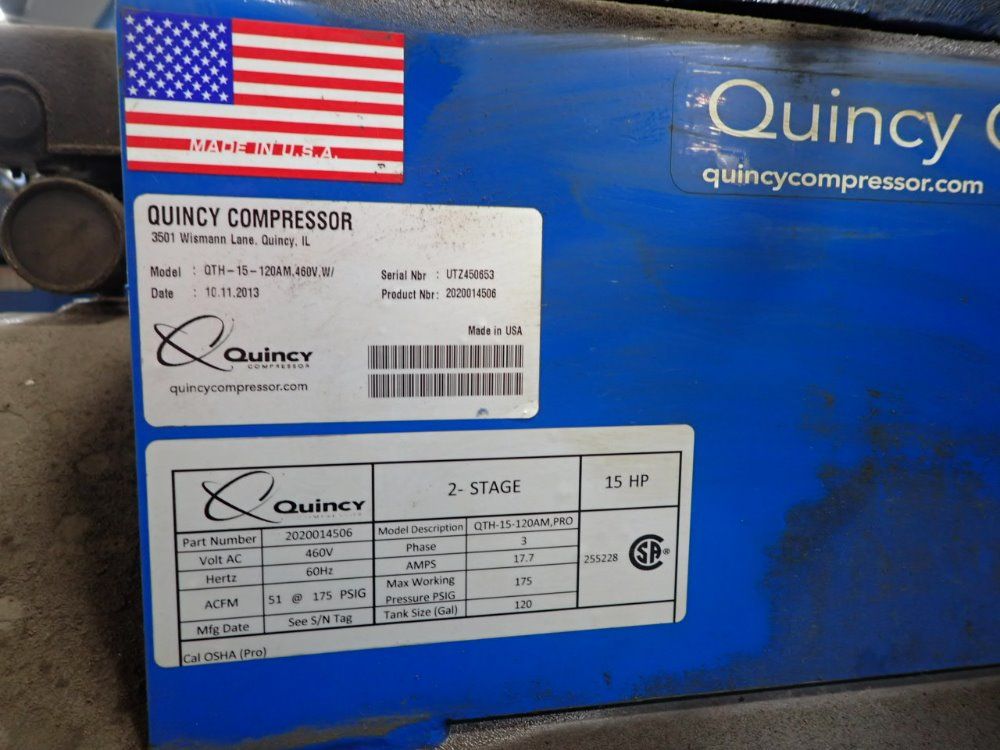 MADE IN U.S.A.
Quincy
quincycompressor.com
QUINCY COMPRESSOR
3501 Wismann Lane, Quincy, IL
Model : QTH-15-120AM,460V,W/ Serial Nbr : UTZ450653
Date : 10.11.2013 Product Nbr: 2020014506
Made in USA
Quincy
COMPRESSOR
quincycompressor.com
Quincy 2- STAGE 15 HP
COMPRESSOR
Part Number 2020014506 Model Description QTH-15-120AM,PRO
Volt AC 460V Phase 3
Hertz 60Hz AMPS 17.7
255228 SA ®
ACFM 51 @ 175 PSIG Max Working Pressure PSIG 175
Mfg Date See S/N Tag Tank Size (Gal) 120
Cal OSHA (Pro)